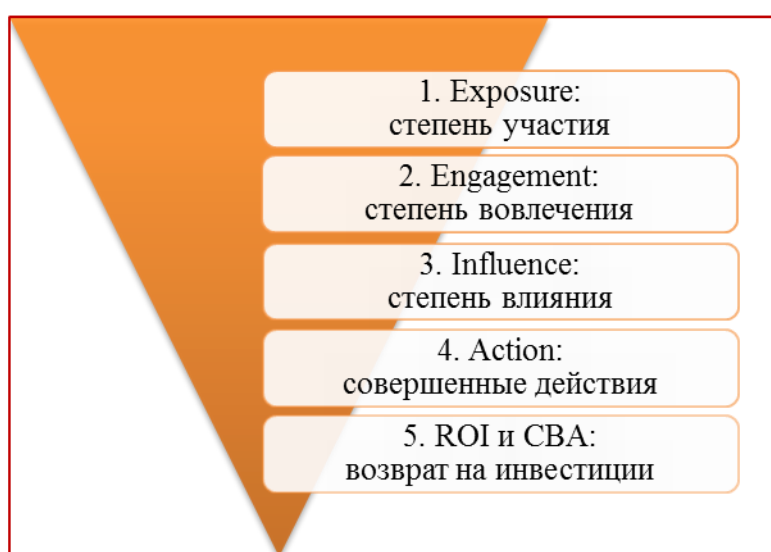 1. Exposure:
степень участия
2. Engagement:
степень вовлечения
3. Influence:
степень влияния
4. Action:
совершенные действия
5. ROI и CBA:
возврат на инвестиции